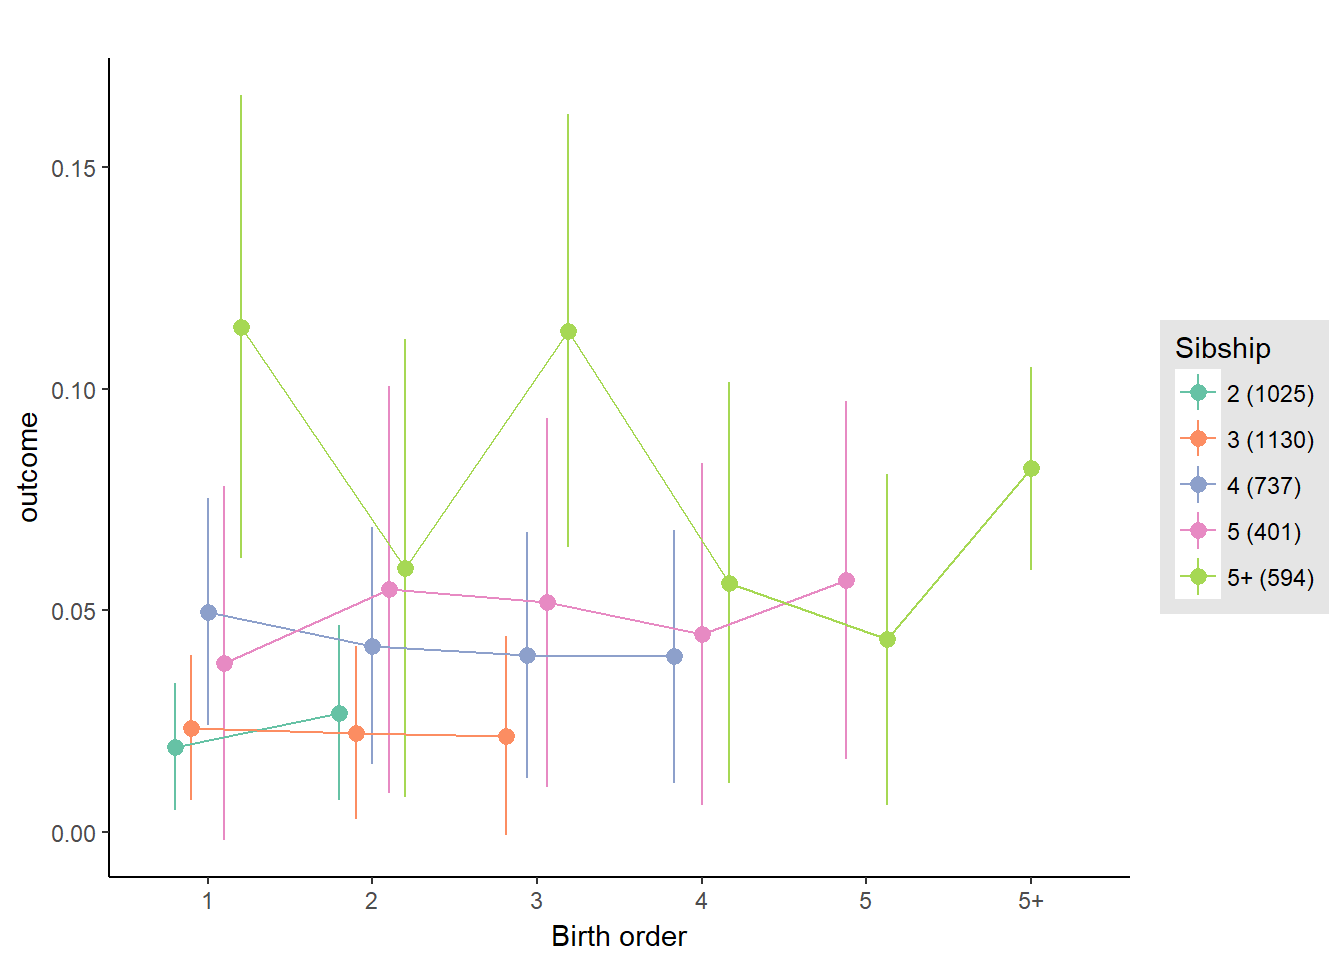 0.15
0.10
0.05
0.00
outcome
1 2 3 4 5 5+
Birth order
Sibship
2 (1025)
3 (1130)
4 (737)
5 (401)
5+ (594)